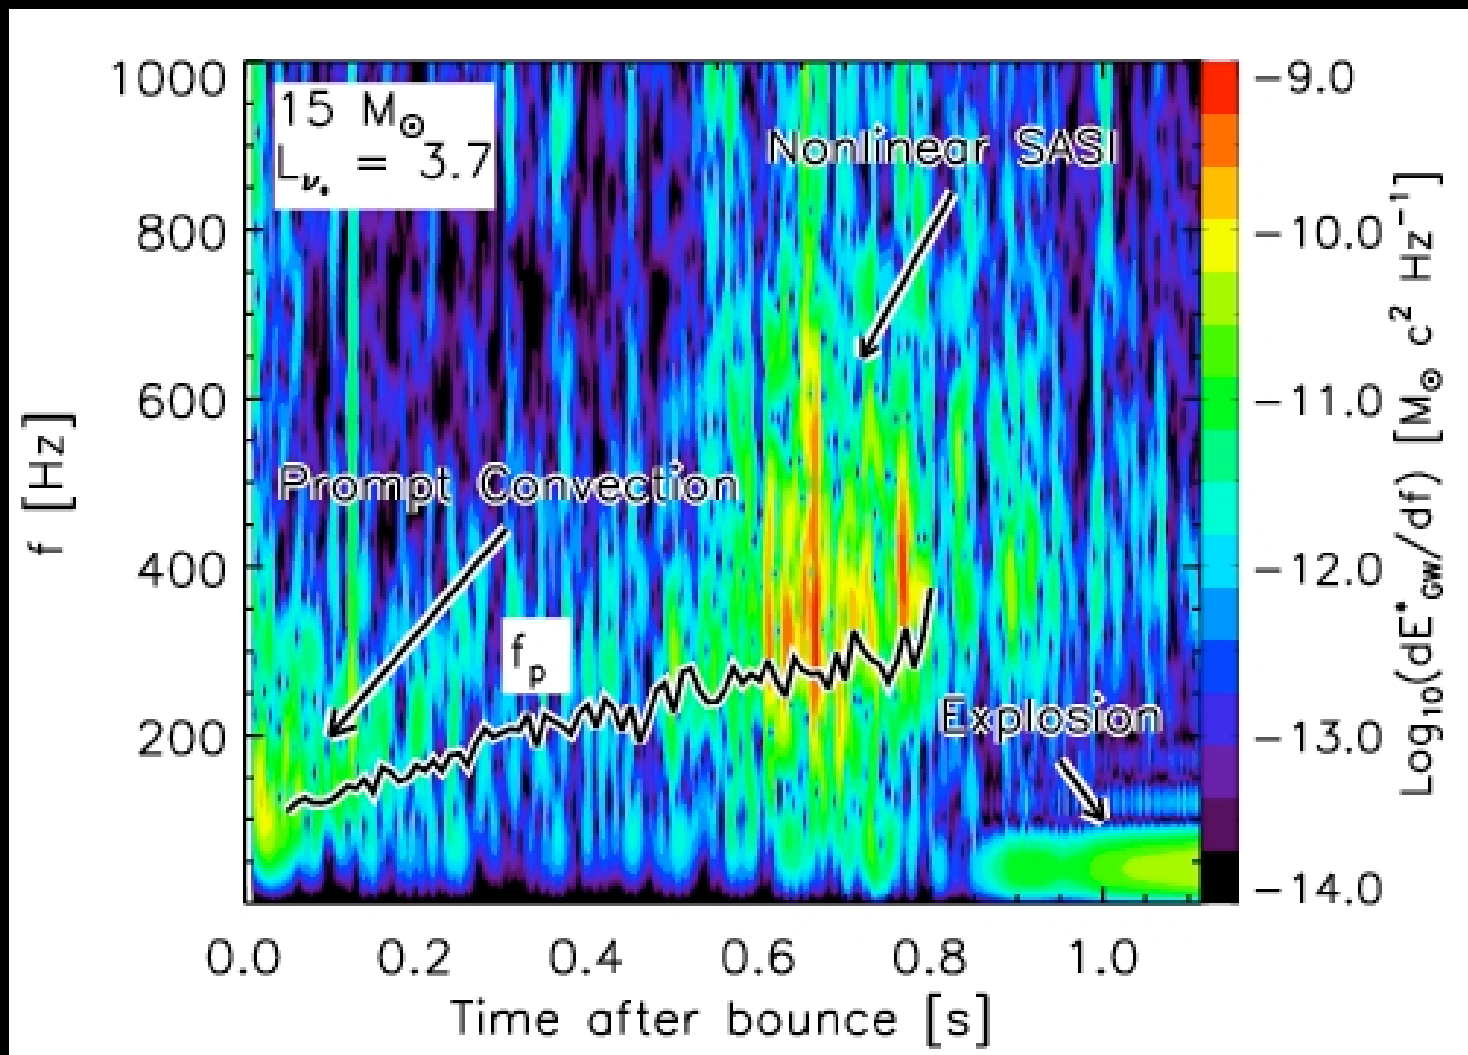 1000
800
600
400
200
f [Hz]
15 M⊙
Lνₑ = 3.7
Nonlinear SASI
Prompt Convection
fp
Explosion
0.0 0.2 0.4 0.6 0.8 1.0
Time after bounce [s]
−9.0
−10.0
−11.0
−12.0
−13.0
−14.0
Log₁₀(dE*GW/df) [M⊙ c² Hz⁻¹]